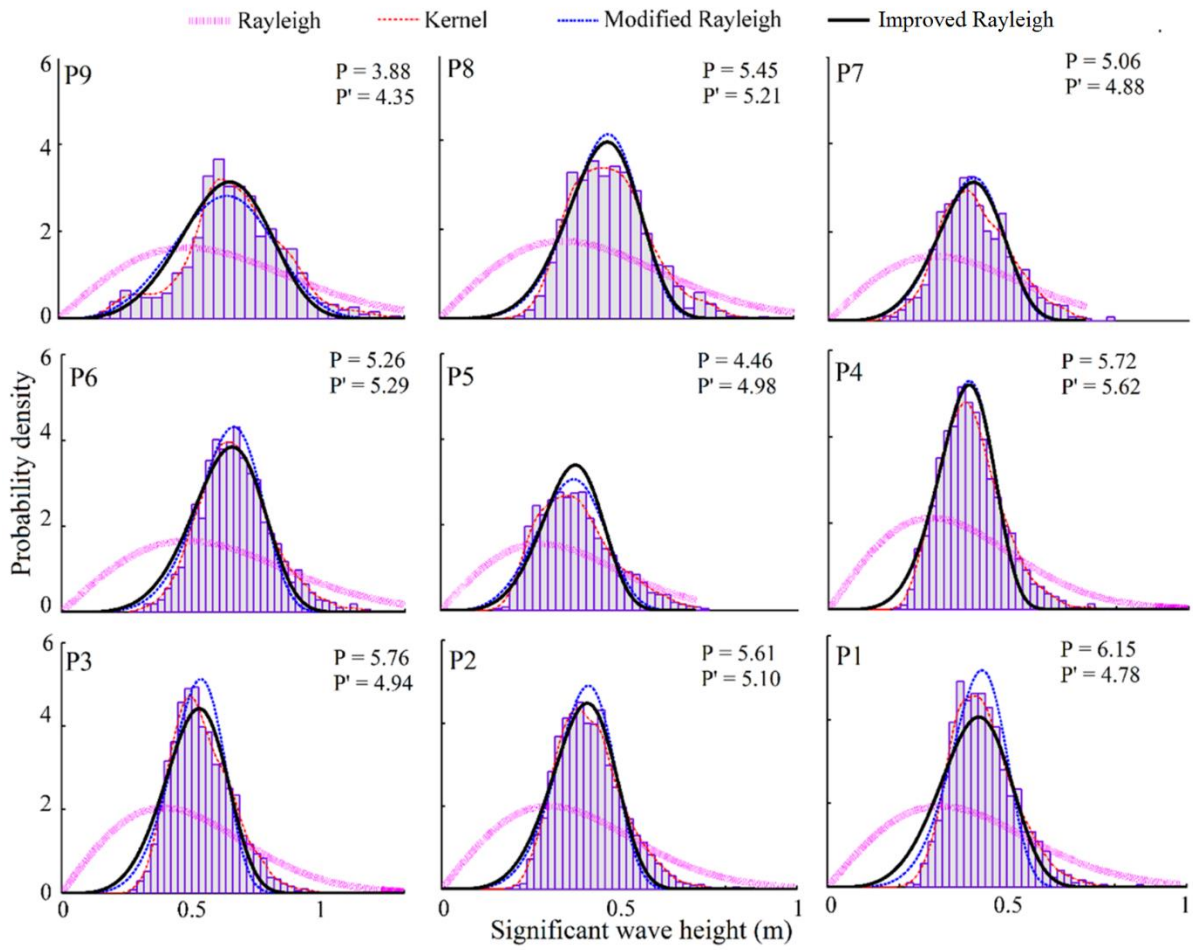 Rayleigh Kernel Modified Rayleigh Improved Rayleigh
6 P9 P = 3.88 P8 P = 5.45 P7 P = 5.06
P' = 4.35 P' = 5.21 P' = 4.88
4
2
0
6 P6 P = 5.26 P5 P = 4.46 P4 P = 5.72
P' = 5.29 P' = 4.98 P' = 5.62
4
2
0
Probability density
6 P3 P = 5.76 P2 P = 5.61 P1 P = 6.15
P' = 4.94 P' = 5.10 P' = 4.78
4
2
0
0 0.5 1 0 0.5 1 0 0.5 1
Significant wave height (m)